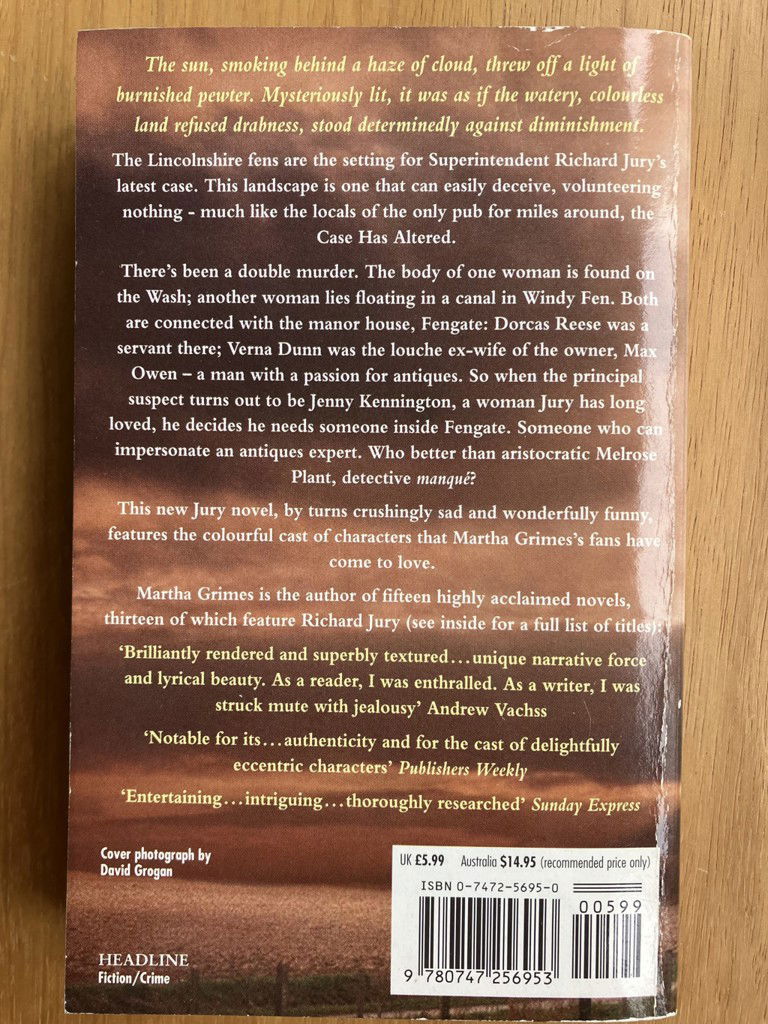 The sun, smoking behind a haze of cloud, threw off a light of
burnished pewter. Mysteriously lit, it was as if the watery, colourless
land refused drabness, stood determinedly against diminishment.
The Lincolnshire fens are the setting for Superintendent Richard Jury's
latest case. This landscape is one that can easily deceive, volunteering
nothing - much like the locals of the only pub for miles around, the
Case Has Altered.
There's been a double murder. The body of one woman is found on
the Wash; another woman lies floating in a canal in Windy Fen. Both
are connected with the manor house, Fengate: Dorcas Reese was a
servant there; Verna Dunn was the louche ex-wife of the owner, Max
Owen – a man with a passion for antiques. So when the principal
suspect turns out to be Jenny Kennington, a woman Jury has long
loved, he decides he needs someone inside Fengate. Someone who can
impersonate an antiques expert. Who better than aristocratic Melrose
Plant, detective manqué?
This new Jury novel, by turns crushingly sad and wonderfully funny,
features the colourful cast of characters that Martha Grimes's fans have
come to love.
Martha Grimes is the author of fifteen highly acclaimed novels,
thirteen of which feature Richard Jury (see inside for a full list of titles):
'Brilliantly rendered and superbly textured...unique narrative force
and lyrical beauty. As a reader, I was enthralled. As a writer, I was
struck mute with jealousy' Andrew Vachss
'Notable for its...authenticity and for the cast of delightfully
eccentric characters' Publishers Weekly
'Entertaining...intriguing...thoroughly researched' Sunday Express
Cover photograph by
David Grogan
HEADLINE
Fiction/Crime
UK £5.99 Australia $14.95 (recommended price only)
ISBN 0-7472-5695-0
00599
9 780747 256953